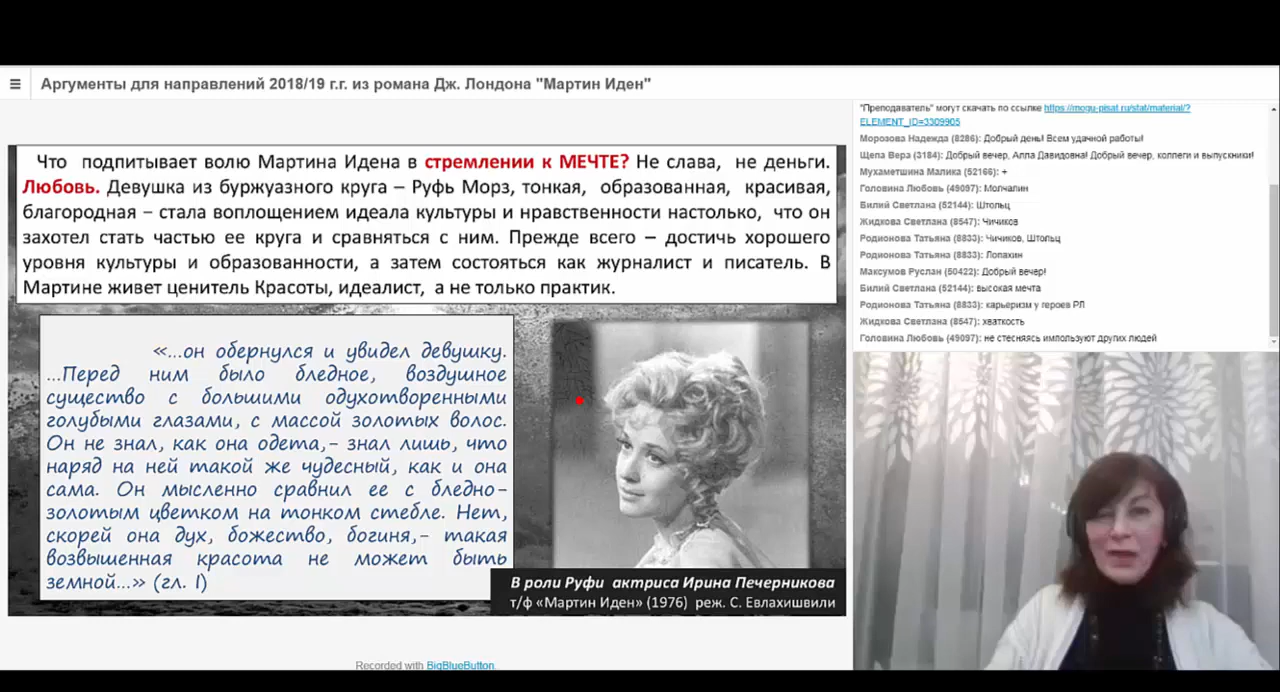 Аргументы для направлений 2018/19 г.г. из романа Дж. Лондона "Мартин Иден"
Что подпитывает волю Мартина Идена в стремлении к МЕЧТЕ? Не слава, не деньги.
Любовь. Девушка из буржуазного круга – Руфь Морз, тонкая, образованная, красивая,
благородная – стала воплощением идеала культуры и нравственности настолько, что он
захотел стать частью ее круга и сравняться с ним. Прежде всего – достичь хорошего
уровня культуры и образованности, а затем состояться как журналист и писатель. В
Мартине живет ценитель Красоты, идеалист, а не только практик.
«...он обернулся и увидел девушку.
...Перед ним было бледное, воздушное
существо с большими одухотворенными
голубыми глазами, с массой золотых волос.
Он не знал, как она одета,- знал лишь, что
наряд на ней такой же чудесный, как и она
сама. Он мысленно сравнил ее с бледно-
золотым цветком на тонком стебле. Нет,
скорей она дух, божество, богиня,- такая
возвышенная красота не может быть
земной...» (гл. I)
В роли Руфи актриса Ирина Печерникова
т/ф «Мартин Иден» (1976) реж. С. Евлахишвили
Recorded with BigBlueButton.
"Преподаватель" могут скачать по ссылке https://mogu-pisat.ru/stat/material/?
ELEMENT_ID=3309905
Морозова Надежда (8286): Добрый день! Всем удачной работы!
Щепа Вера (3184): Добрый вечер, Алла Давидовна! Добрый вечер, коллеги и выпускники!
Мухаметшина Малика (52166): +
Головина Любовь (49097): Молчалин
Билий Светлана (52144): Штольц
Жидкова Светлана (8547): Чичиков
Родионова Татьяна (8833): Чичиков, Штольц
Родионова Татьяна (8833): Лопахин
Максумов Руслан (50422): Добрый вечер!
Билий Светлана (52144): высокая мечта
Родионова Татьяна (8833): карьеризм у героев РЛ
Жидкова Светлана (8547): хваткость
Головина Любовь (49097): не стесняясь импользуют других людей